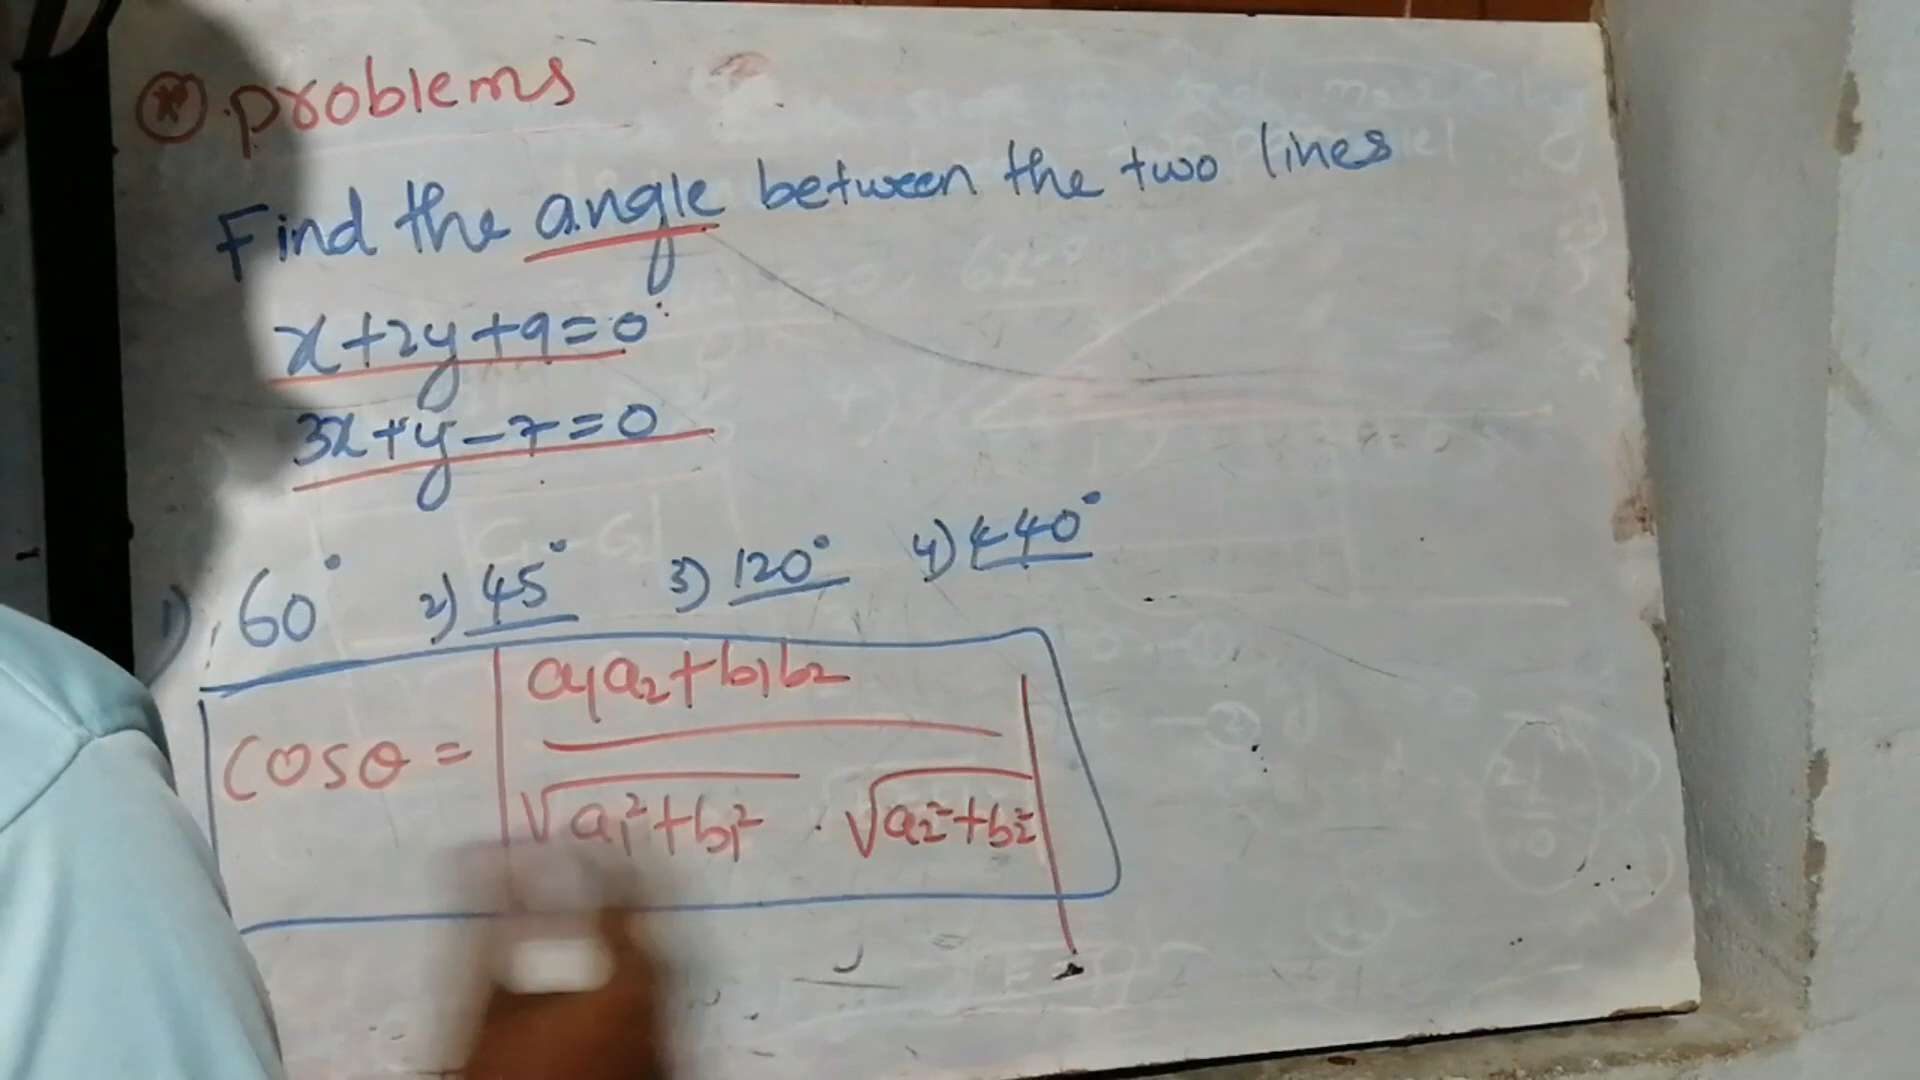 * problems
Find the angle between the two lines
x+2y+9=0
3x+y-7=0
1) 60° 2) 45° 3) 120° 4) 440°
cosθ = | a₁a₂+b₁b₂ / √a₁²+b₁² · √a₂²+b₂² |